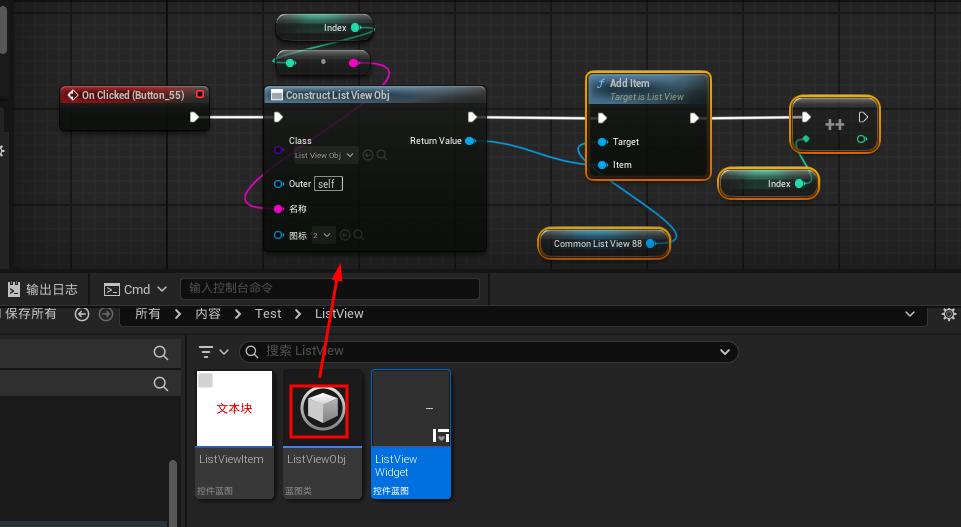 Index
On Clicked (Button_55)
Construct List View Obj
Class
List View Obj
Return Value
Outer self
名称
图标 2
f Add Item
Target is List View
Target
Item
++
Index
Common List View 88
输出日志
Cmd
输入控制台命令
保存所有
所有 > 内容 > Test > ListView
搜索 ListView
文本块
ListViewItem
控件蓝图
ListViewObj
蓝图类
ListView
Widget
控件蓝图